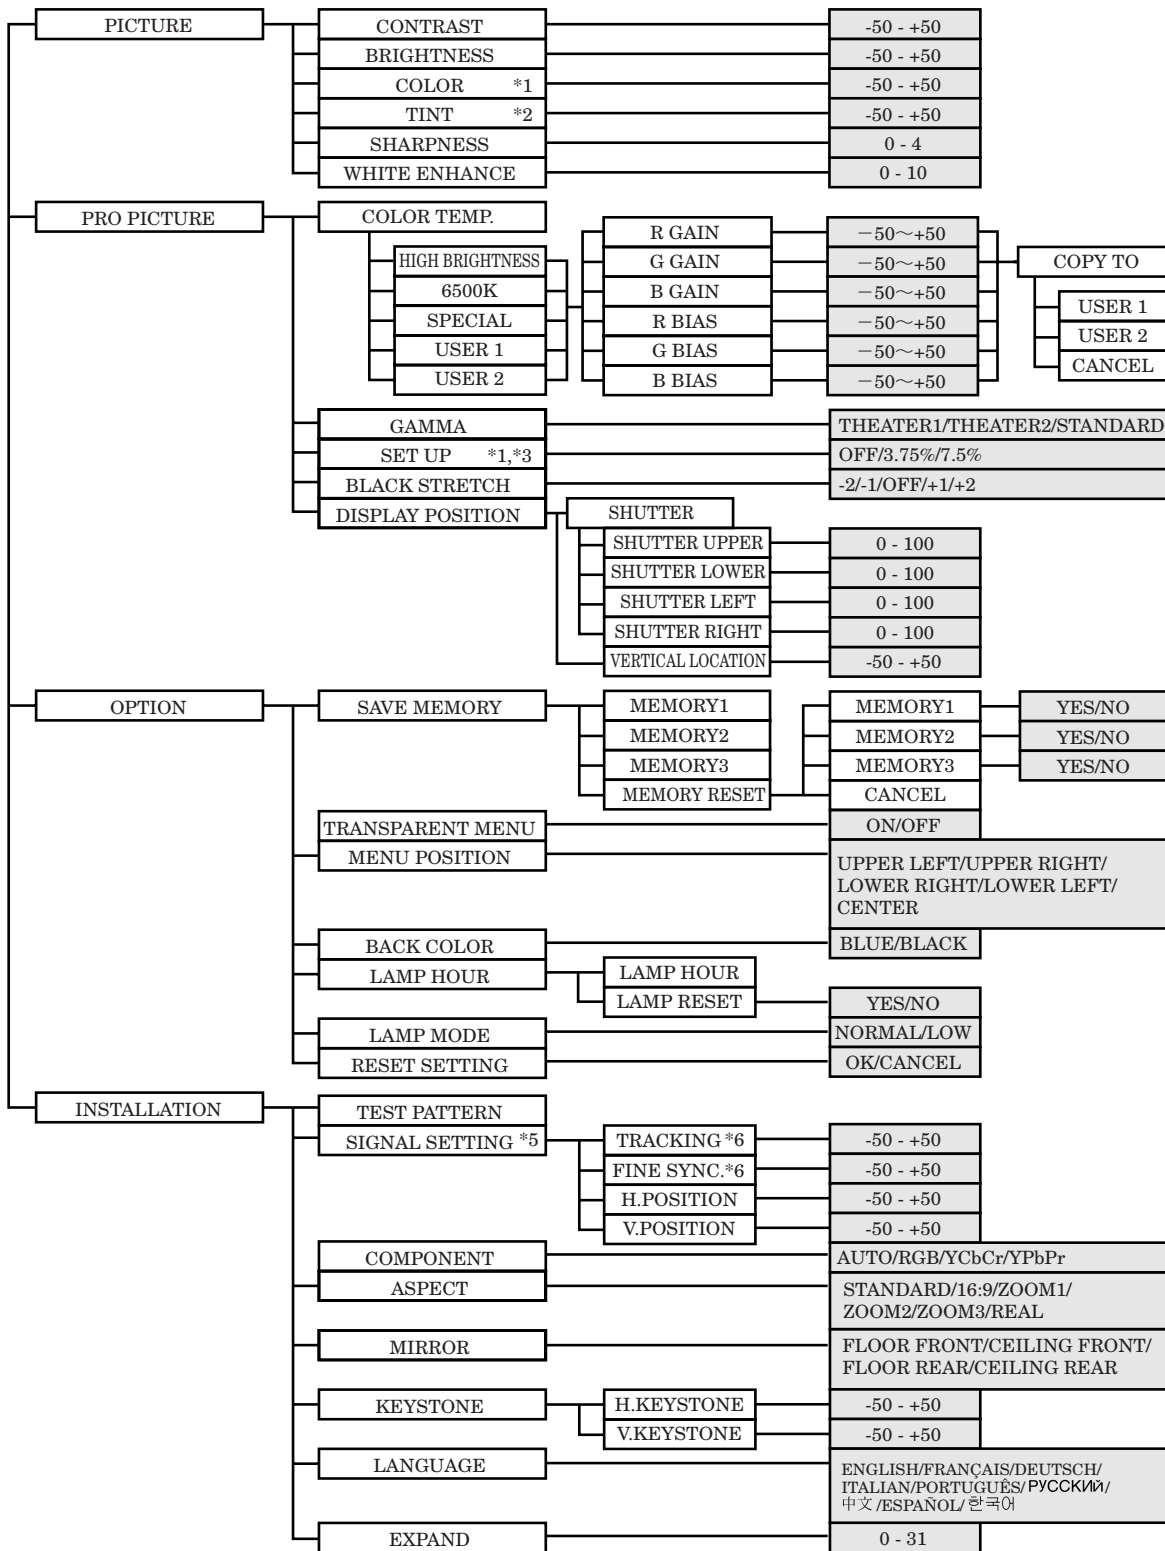 PICTURE CONTRAST -50 - +50
BRIGHTNESS -50 - +50
COLOR *1 -50 - +50
TINT *2 -50 - +50
SHARPNESS 0 - 4
WHITE ENHANCE 0 - 10
PRO PICTURE COLOR TEMP.
R GAIN －50～+50
HIGH BRIGHTNESS G GAIN －50～+50 COPY TO
6500K B GAIN －50～+50 USER 1
SPECIAL R BIAS －50～+50 USER 2
USER 1 G BIAS －50～+50 CANCEL
USER 2 B BIAS －50～+50
GAMMA THEATER1/THEATER2/STANDARD
SET UP *1,*3 OFF/3.75%/7.5%
BLACK STRETCH -2/-1/OFF/+1/+2
DISPLAY POSITION SHUTTER
SHUTTER UPPER 0 - 100
SHUTTER LOWER 0 - 100
SHUTTER LEFT 0 - 100
SHUTTER RIGHT 0 - 100
VERTICAL LOCATION -50 - +50
OPTION SAVE MEMORY MEMORY1 MEMORY1 YES/NO
MEMORY2 MEMORY2 YES/NO
MEMORY3 MEMORY3 YES/NO
MEMORY RESET CANCEL
TRANSPARENT MENU ON/OFF
MENU POSITION UPPER LEFT/UPPER RIGHT/
LOWER RIGHT/LOWER LEFT/
CENTER
BACK COLOR BLUE/BLACK
LAMP HOUR LAMP HOUR
LAMP RESET YES/NO
LAMP MODE NORMAL/LOW
RESET SETTING OK/CANCEL
INSTALLATION TEST PATTERN
SIGNAL SETTING *5 TRACKING *6 -50 - +50
FINE SYNC.*6 -50 - +50
H.POSITION -50 - +50
V.POSITION -50 - +50
COMPONENT AUTO/RGB/YCbCr/YPbPr
ASPECT STANDARD/16:9/ZOOM1/
ZOOM2/ZOOM3/REAL
MIRROR FLOOR FRONT/CEILING FRONT/
FLOOR REAR/CEILING REAR
KEYSTONE H.KEYSTONE -50 - +50
V.KEYSTONE -50 - +50
LANGUAGE ENGLISH/FRANÇAIS/DEUTSCH/
ITALIAN/PORTUGUÊS/РУССКИЙ/
中文/ESPAÑOL/한국어
EXPAND 0 - 31